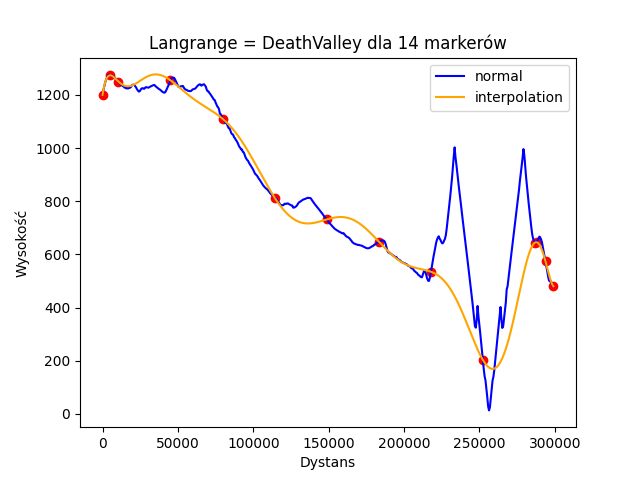 Langrange = DeathValley dla 14 markerów
normal
interpolation
Wysokość
1200
1000
800
600
400
200
0
0 50000 100000 150000 200000 250000 300000
Dystans